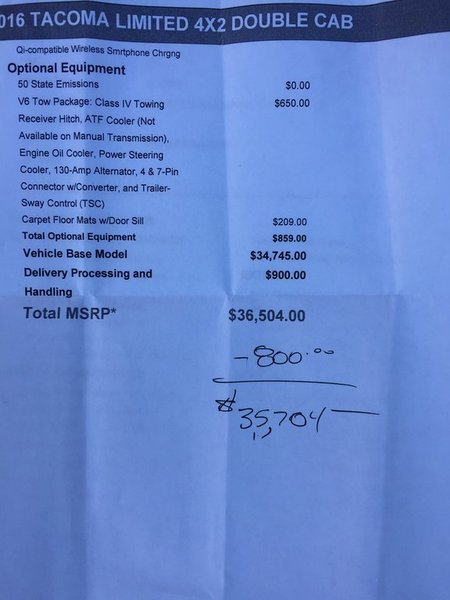 016 TACOMA LIMITED 4X2 DOUBLE CAB
Qi-compatible Wireless Smrtphone Chrgng
Optional Equipment
50 State Emissions $0.00
V6 Tow Package: Class IV Towing $650.00
Receiver Hitch, ATF Cooler (Not
Available on Manual Transmission),
Engine Oil Cooler, Power Steering
Cooler, 130-Amp Alternator, 4 & 7-Pin
Connector w/Converter, and Trailer-
Sway Control (TSC)
Carpet Floor Mats w/Door Sill $209.00
Total Optional Equipment $859.00
Vehicle Base Model $34,745.00
Delivery Processing and $900.00
Handling
Total MSRP* $36,504.00
-800.00
$35,704